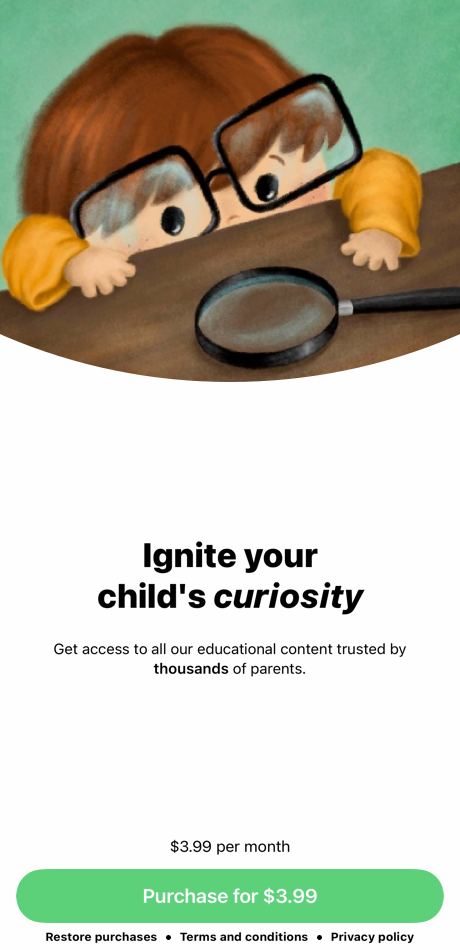 Ignite your
child's curiosity
Get access to all our educational content trusted by
thousands of parents.
$3.99 per month
Purchase for $3.99
Restore purchases • Terms and conditions • Privacy policy